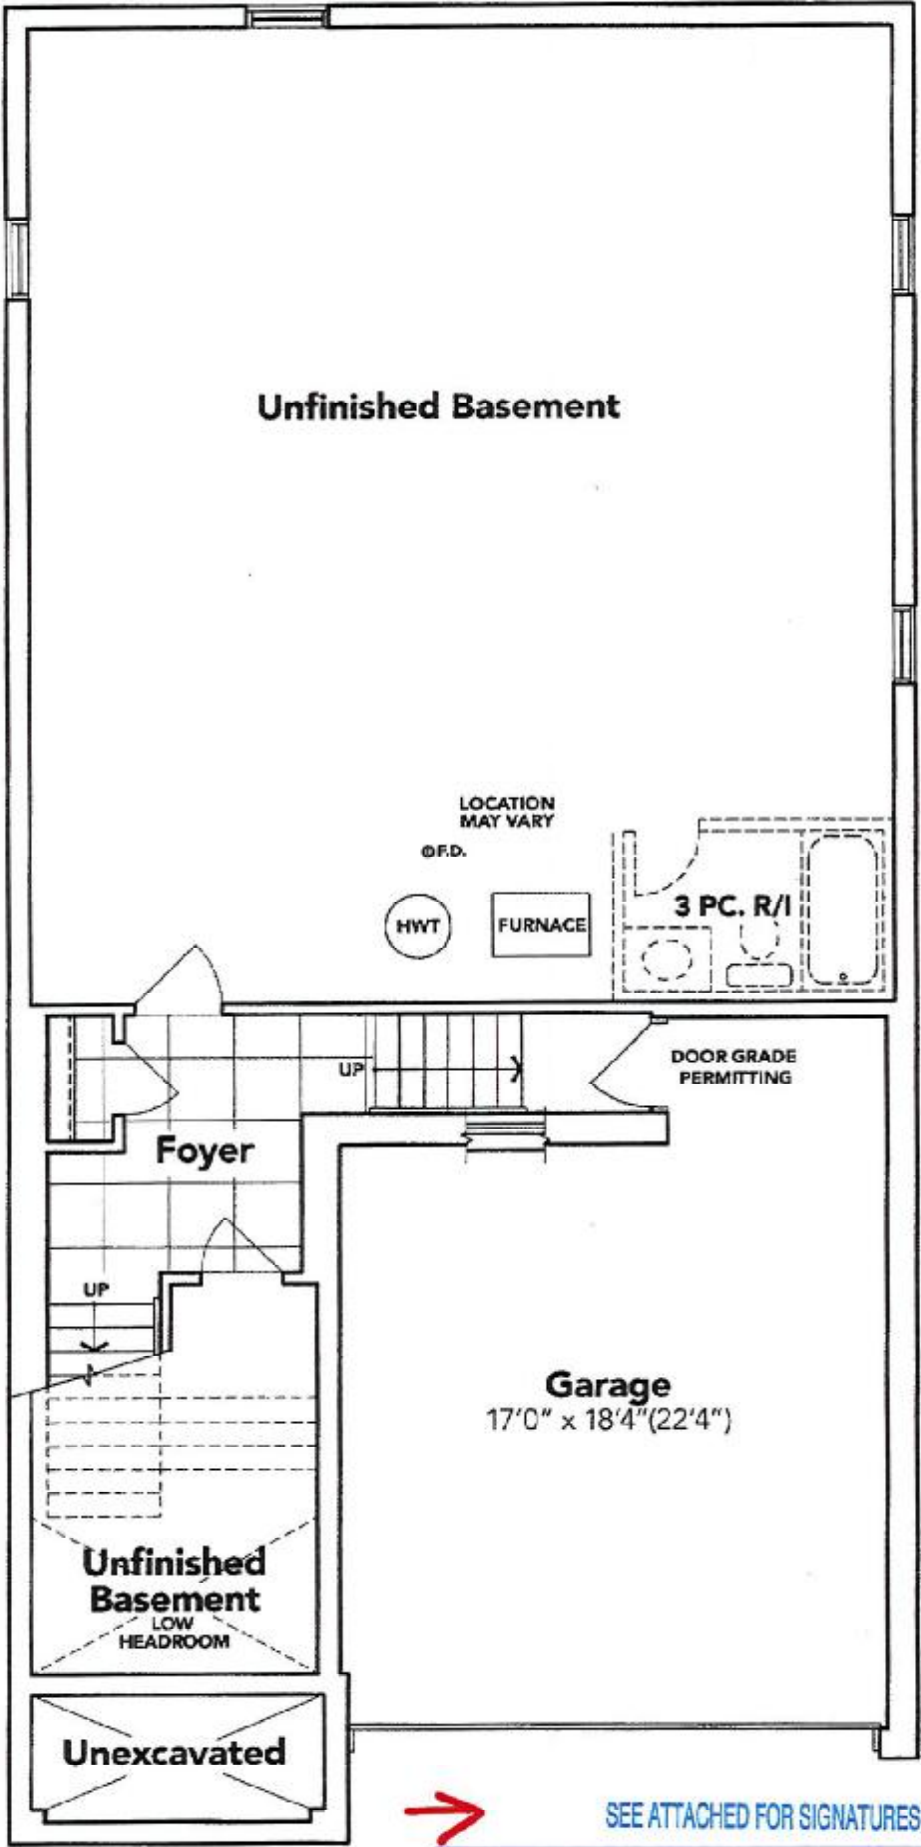 Unfinished Basement
LOCATION
MAY VARY
F.D.
HWT
FURNACE
3 PC. R/I
UP
DOOR GRADE
PERMITTING
Foyer
UP
Garage
17'0" x 18'4"(22'4")
Unfinished
Basement
LOW
HEADROOM
Unexcavated
SEE ATTACHED FOR SIGNATURES